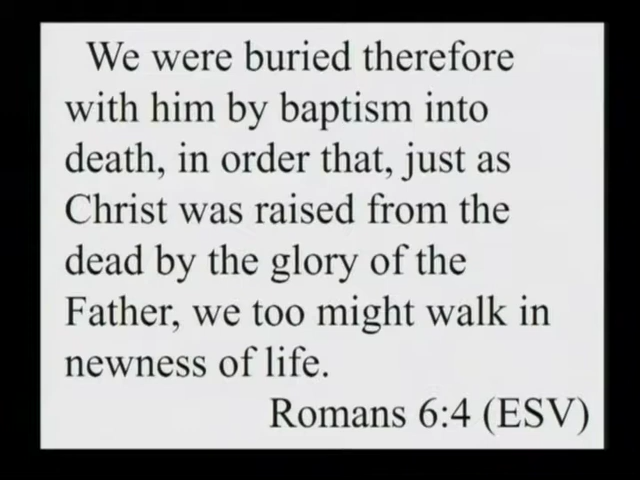 We were buried therefore
with him by baptism into
death, in order that, just as
Christ was raised from the
dead by the glory of the
Father, we too might walk in
newness of life.
Romans 6:4 (ESV)